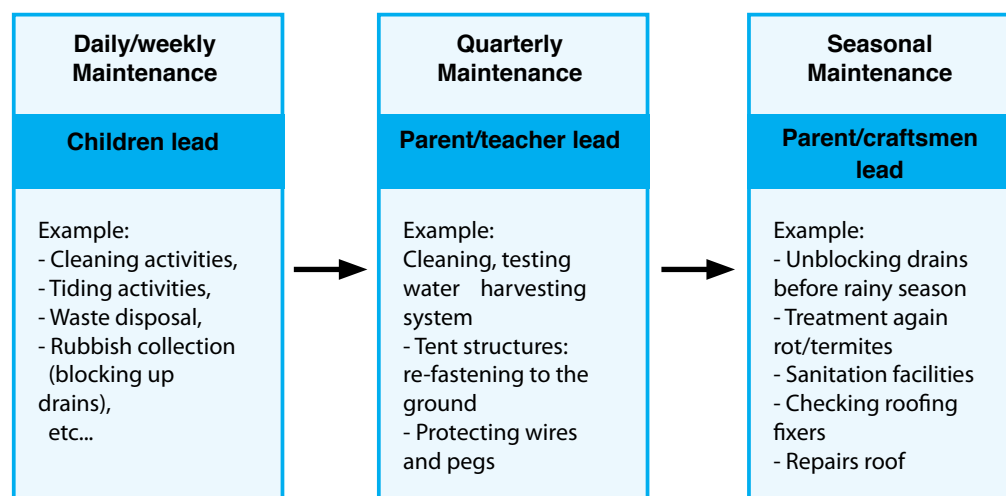 Daily/weekly
Maintenance
Children lead
Example:
- Cleaning activities,
- Tiding activities,
- Waste disposal,
- Rubbish collection
(blocking up
drains),
etc...
Quarterly
Maintenance
Parent/teacher lead
Example:
Cleaning, testing
water harvesting
system
- Tent structures:
re-fastening to the
ground
- Protecting wires
and pegs
Seasonal
Maintenance
Parent/craftsmen
lead
Example:
- Unblocking drains
before rainy season
- Treatment again
rot/termites
- Sanitation facilities
- Checking roofing
fixers
- Repairs roof